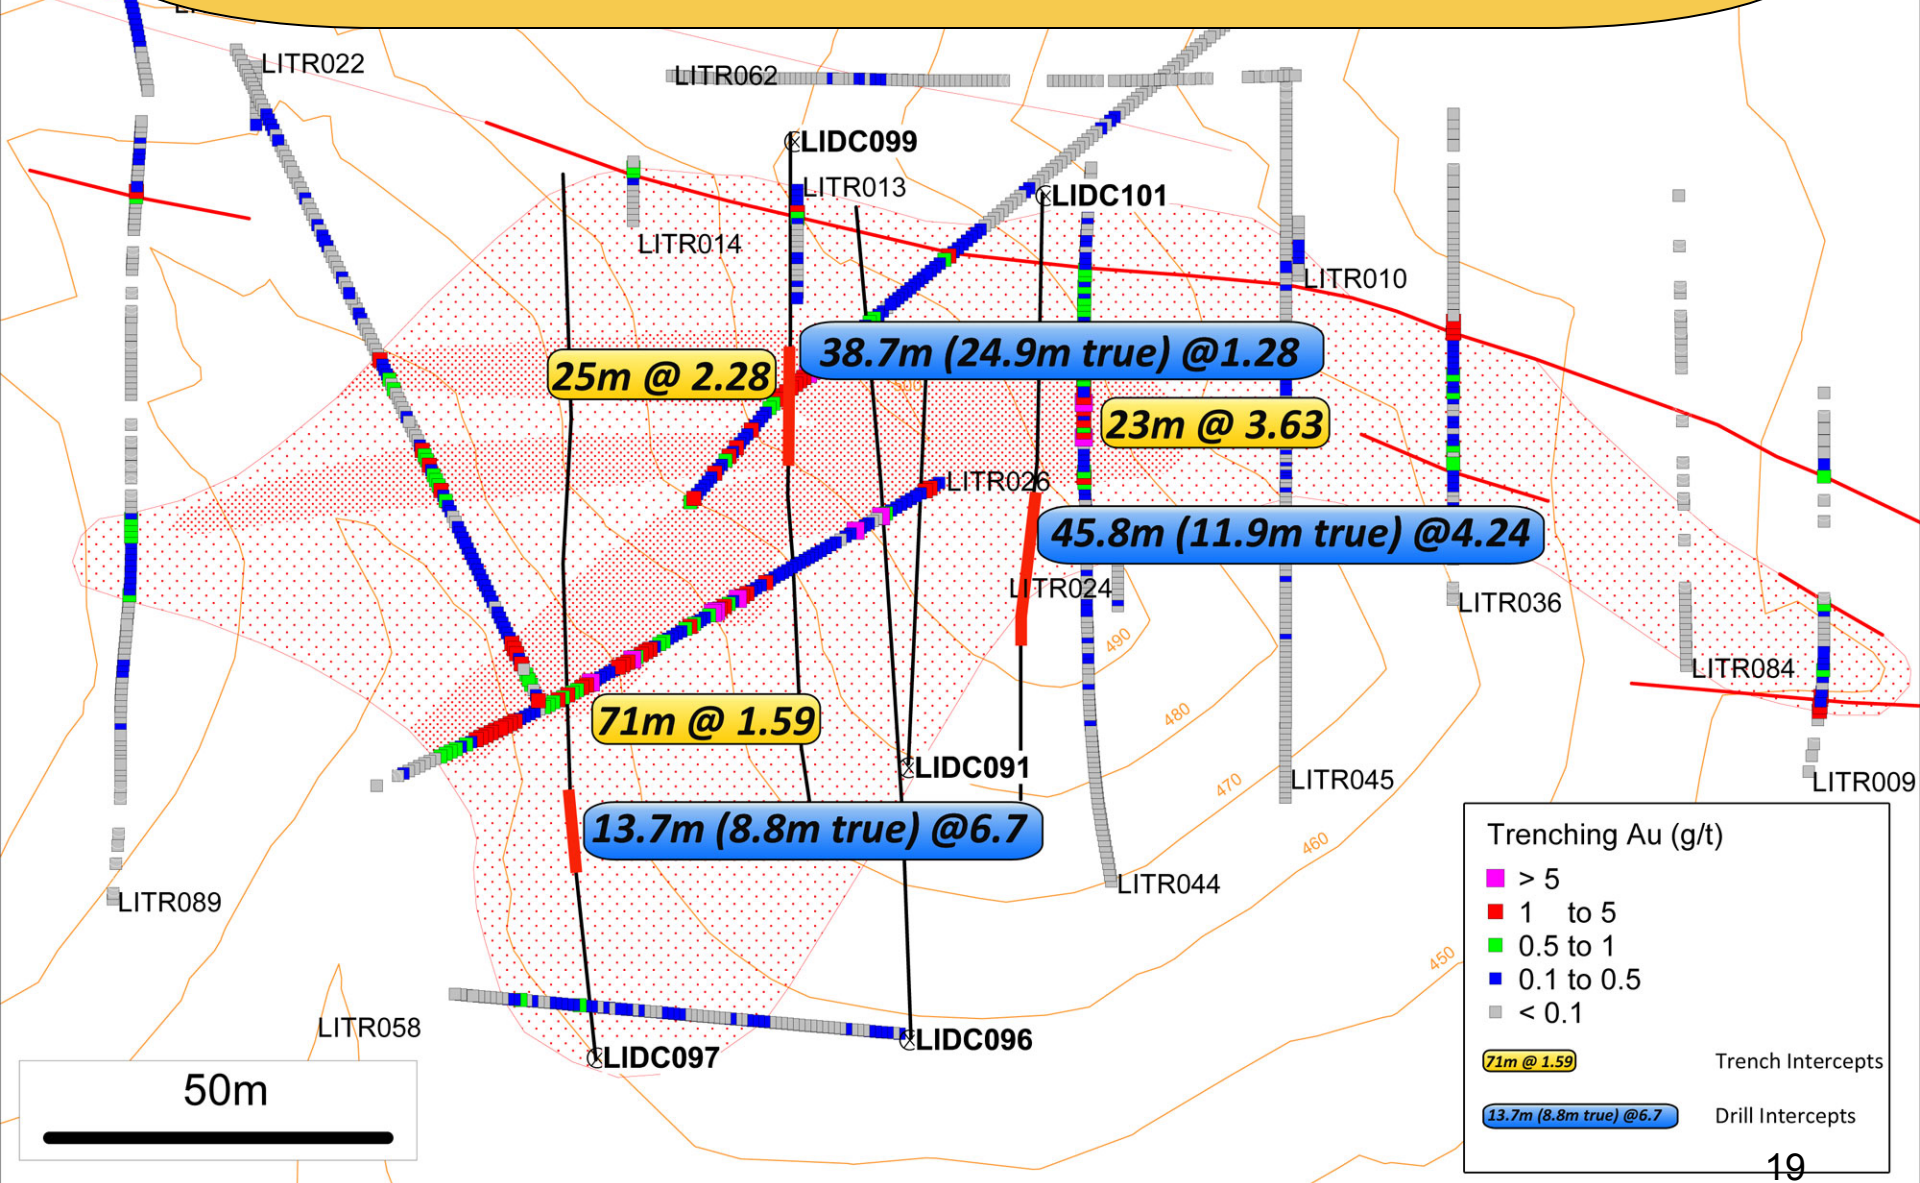 LITR022
LITR062
LIDC099
LITR013
LIDC101
LITR014
LITR010
38.7m (24.9m true) @1.28
25m @ 2.28
23m @ 3.63
LITR026
45.8m (11.9m true) @4.24
LITR024
LITR036
490
LITR084
480
71m @ 1.59
LIDC091
470
LITR045
LITR009
13.7m (8.8m true) @6.7
460
LITR044
LITR089
450
LITR058
LIDC097
LIDC096
50m
Trenching Au (g/t)
> 5
1 to 5
0.5 to 1
0.1 to 0.5
< 0.1
71m @ 1.59 Trench Intercepts
13.7m (8.8m true) @6.7 Drill Intercepts
19